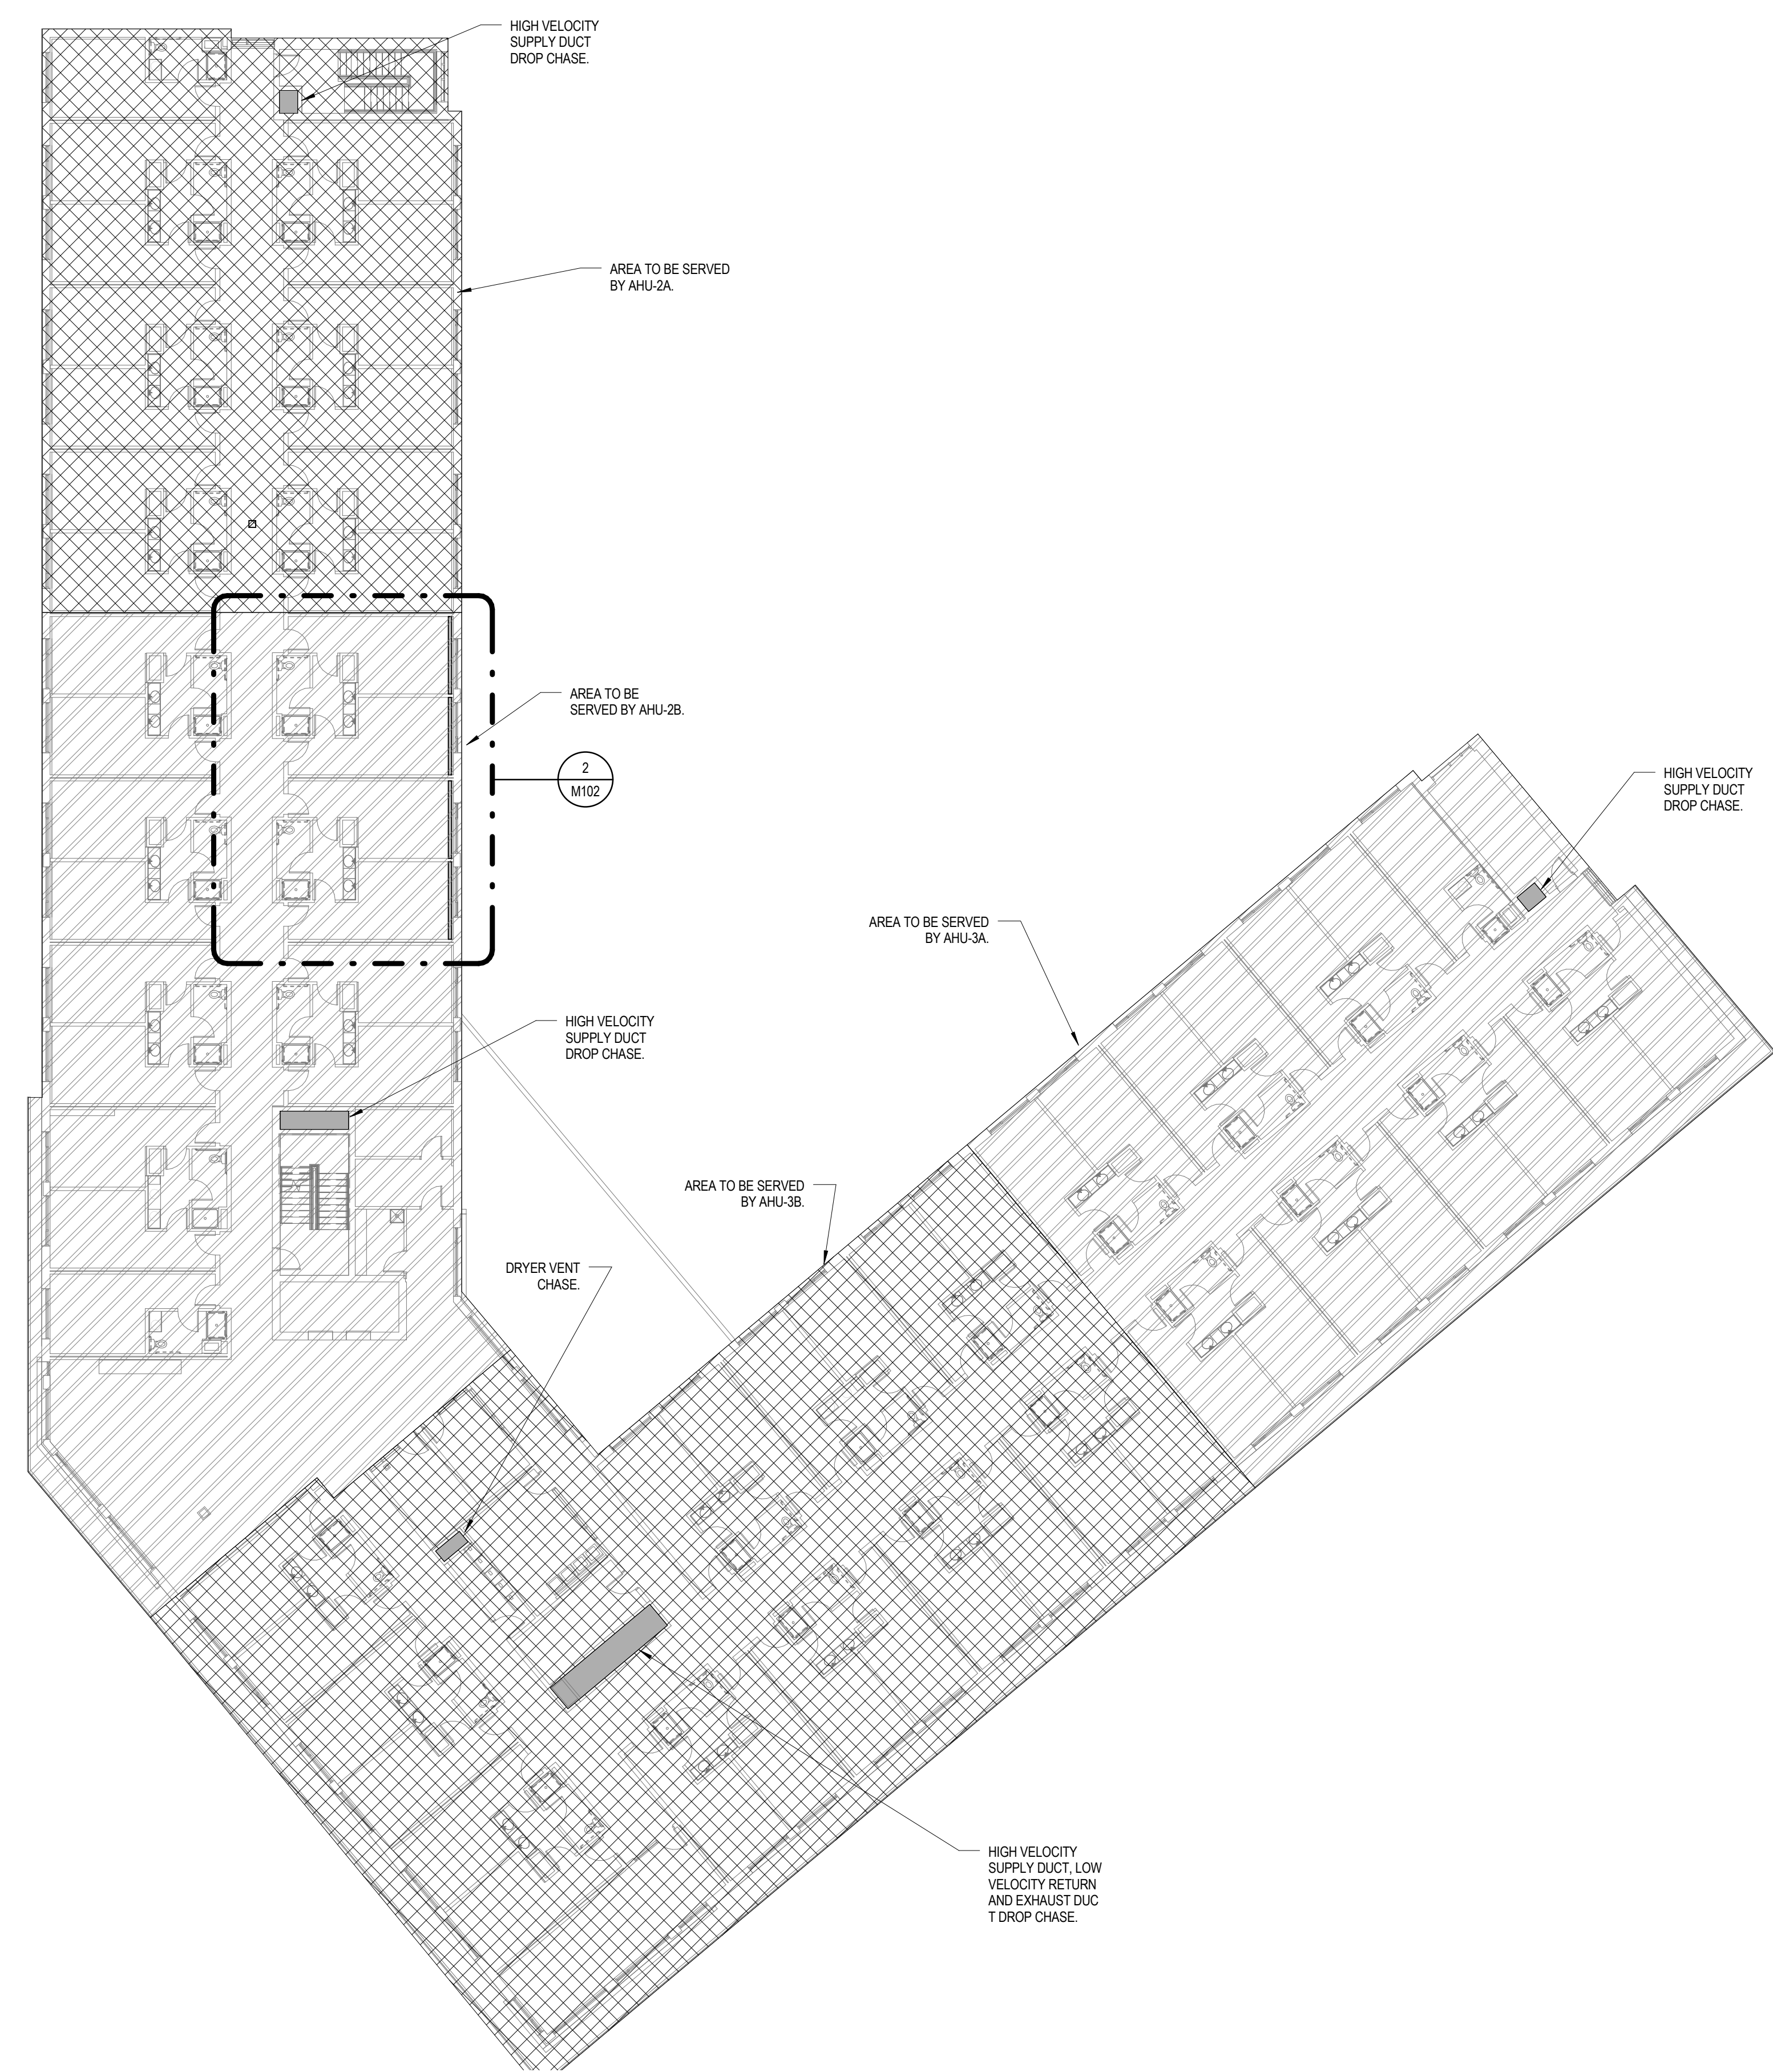 HIGH VELOCITY
SUPPLY DUCT
DROP CHASE.
AREA TO BE SERVED
BY AHU-2A.
AREA TO BE
SERVED BY AHU-2B.
2
M102
HIGH VELOCITY
SUPPLY DUCT
DROP CHASE.
AREA TO BE SERVED
BY AHU-3A.
HIGH VELOCITY
SUPPLY DUCT
DROP CHASE.
AREA TO BE SERVED
BY AHU-3B.
DRYER VENT
CHASE.
HIGH VELOCITY
SUPPLY DUCT, LOW
VELOCITY RETURN
AND EXHAUST DUC
T DROP CHASE.